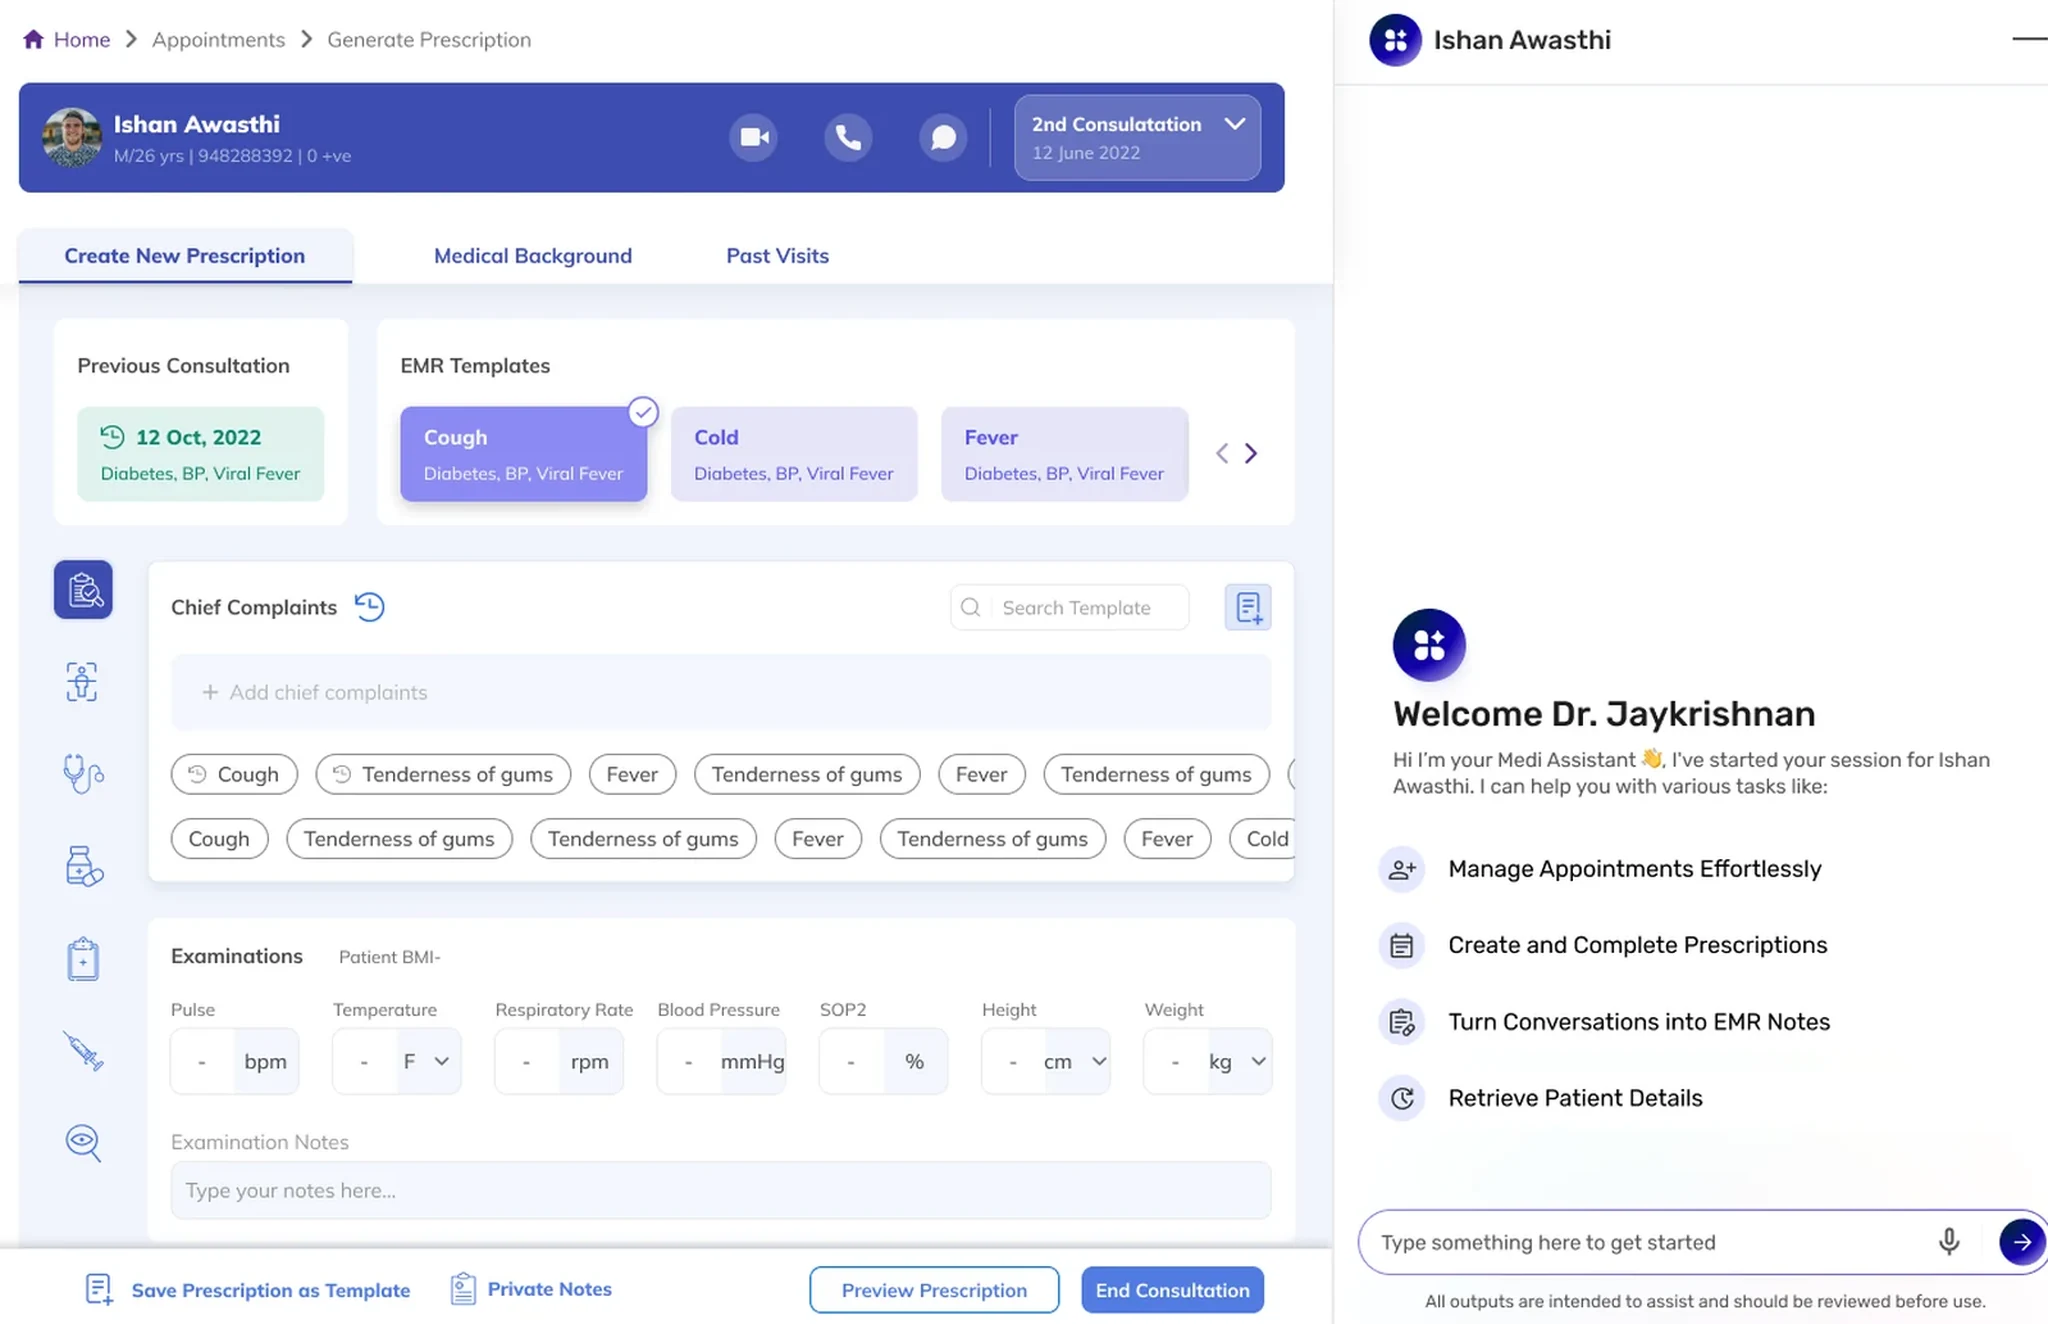 Home > Appointments > Generate Prescription
Ishan Awasthi
M/26 yrs | 948288392 | 0 +ve
2nd Consulatation
12 June 2022
Create New Prescription
Medical Background
Past Visits
Previous Consultation
12 Oct, 2022
Diabetes, BP, Viral Fever
EMR Templates
Cough
Diabetes, BP, Viral Fever
Cold
Diabetes, BP, Viral Fever
Fever
Diabetes, BP, Viral Fever
Chief Complaints
Search Template
+ Add chief complaints
Cough
Tenderness of gums
Fever
Tenderness of gums
Fever
Tenderness of gums
Cough
Tenderness of gums
Tenderness of gums
Fever
Tenderness of gums
Fever
Cold
Examinations
Patient BMI-
Pulse
- bpm
Temperature
- F
Respiratory Rate
- rpm
Blood Pressure
- mmHg
SOP2
- %
Height
- cm
Weight
- kg
Examination Notes
Type your notes here...
Save Prescription as Template
Private Notes
Preview Prescription
End Consultation
Ishan Awasthi
Welcome Dr. Jaykrishnan
Hi I'm your Medi Assistant 👋, I've started your session for Ishan
Awasthi. I can help you with various tasks like:
Manage Appointments Effortlessly
Create and Complete Prescriptions
Turn Conversations into EMR Notes
Retrieve Patient Details
Type something here to get started
All outputs are intended to assist and should be reviewed before use.